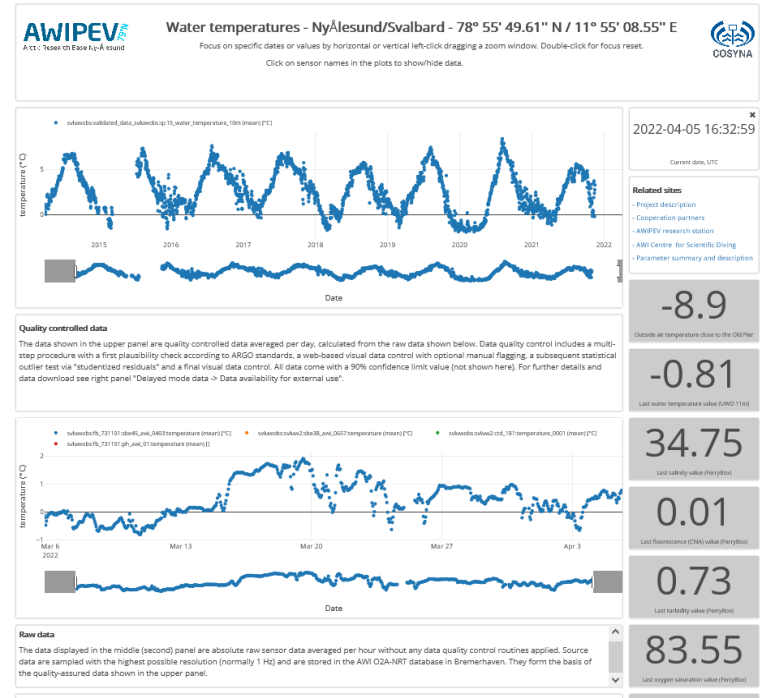 AWIPEV 79°N
Arctic Research Base Ny-Ålesund
Water temperatures - NyÅlesund/Svalbard - 78° 55' 49.61'' N / 11° 55' 08.55'' E
Focus on specific dates or values by horizontal or vertical left-click dragging a zoom window. Double-click for focus reset.
Click on sensor names in the plots to show/hide data.
COSYNA
svluwobs:validated_data_svluwobs:qc15_water_temperature_10m (mean) [°C]
temperature (°C)
5
0
2015
2016
2017
2018
2019
2020
2021
2022
Date
Quality controlled data
The data shown in the upper panel are quality controlled data averaged per day, calculated from the raw data shown below. Data quality control includes a multi-
step procedure with a first plausibility check according to ARGO standards, a web-based visual data control with optional manual flagging, a subsequent statistical
outlier test via "studentized residuals" and a final visual data control. All data come with a 90% confidence limit value (not shown here). For further details and
data download see right panel "Delayed mode data -> Data availability for external use".
svluwobs:fb_731101:sbe45_awi_0403:temperature (mean) [°C]
svluwobs:svluw2:sbe38_awi_0657:temperature (mean) [°C]
svluwobs:svluw2:ctd_181:temperature_0001 (mean) [°C]
svluwobs:fb_731101:ph_awi_01:temperature (mean) []
temperature (°C)
2
1
0
−1
Mar 6
2022
Mar 13
Mar 20
Mar 27
Apr 3
Date
Raw data
The data displayed in the middle (second) panel are absolute raw sensor data averaged per hour without any data quality control routines applied. Source
data are sampled with the highest possible resolution (normally 1 Hz) and are stored in the AWI O2A-NRT database in Bremerhaven. They form the basis of
the quality-assured data shown in the upper panel.
2022-04-05 16:32:59
Current date, UTC
Related sites
- Project description
- Cooperation partners
- AWIPEV research station
- AWI Centre for Scientific Diving
- Parameter summary and description
-8.9
Outside air temperature close to the Old Pier
-0.81
Last water temperature value (UWO 11m)
34.75
Last salinity value (FerryBox)
0.01
Last fluorescence (CNA) value (FerryBox)
0.73
Last turbidity value (FerryBox)
83.55
Last oxygen saturation value (FerryBox)